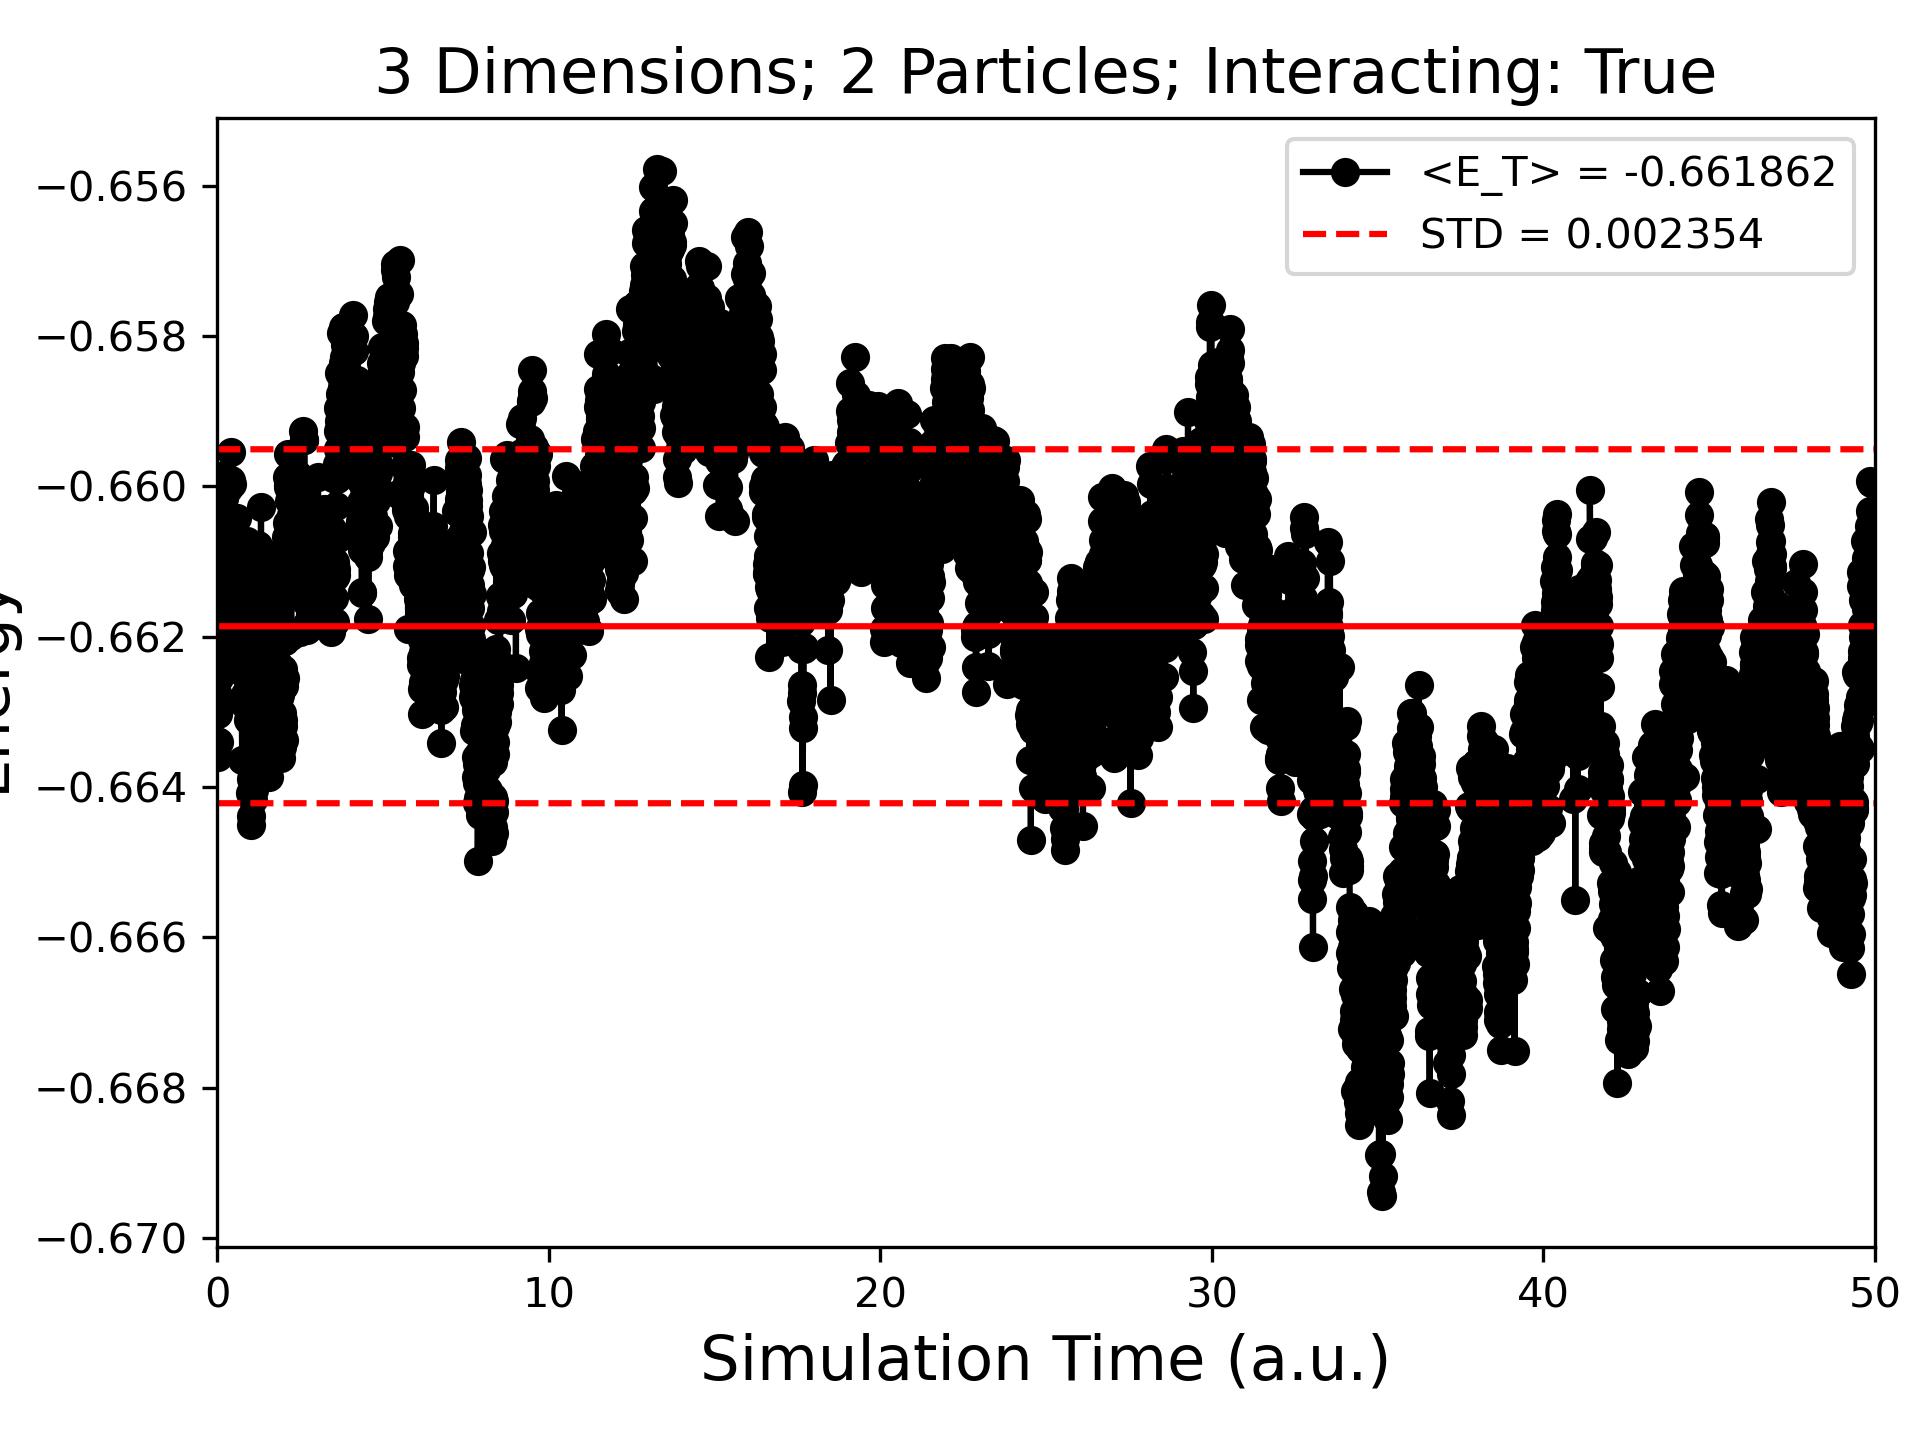 3 Dimensions; 2 Particles; Interacting: True
<E_T> = -0.661862
STD = 0.002354
−0.656
−0.658
−0.660
−0.662
−0.664
−0.666
−0.668
−0.670
Energy
0 10 20 30 40 50
Simulation Time (a.u.)